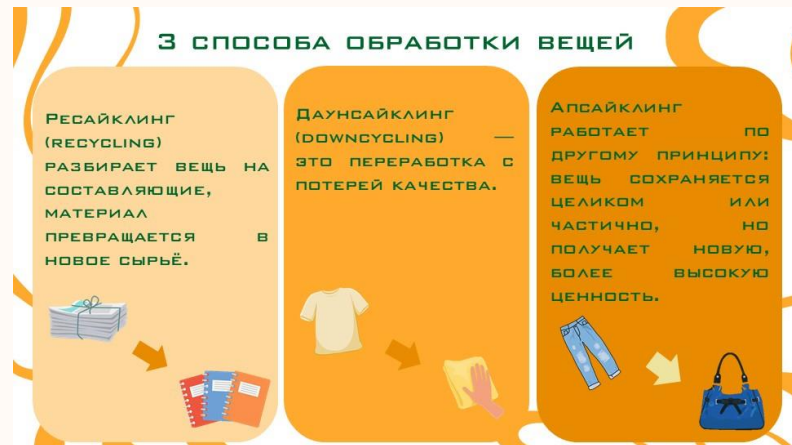 3 СПОСОБА ОБРАБОТКИ ВЕЩЕЙ
РЕСАЙКЛИНГ
(RECYCLING)
РАЗБИРАЕТ ВЕЩЬ НА
СОСТАВЛЯЮЩИЕ,
МАТЕРИАЛ
ПРЕВРАЩАЕТСЯ В
НОВОЕ СЫРЬЁ.
ДАУНСАЙКЛИНГ
(DOWNCYCLING) —
ЭТО ПЕРЕРАБОТКА С
ПОТЕРЕЙ КАЧЕСТВА.
АПСАЙКЛИНГ
РАБОТАЕТ ПО
ДРУГОМУ ПРИНЦИПУ:
ВЕЩЬ СОХРАНЯЕТСЯ
ЦЕЛИКОМ ИЛИ
ЧАСТИЧНО, НО
ПОЛУЧАЕТ НОВУЮ,
БОЛЕЕ ВЫСОКУЮ
ЦЕННОСТЬ.